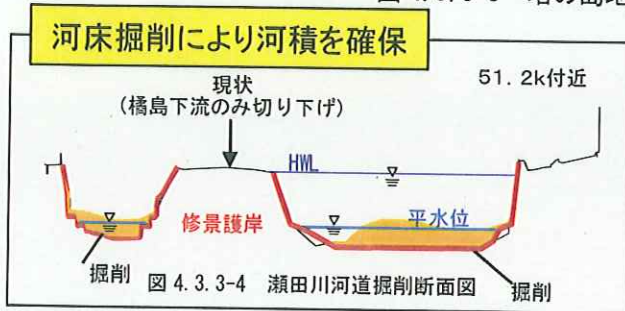 河床掘削により河積を確保
現状
(橘島下流のみ切り下げ)
51.2k付近
HWL
修景護岸
平水位
掘削
図 4.3.3-4 瀬田川河道掘削断面図
掘削